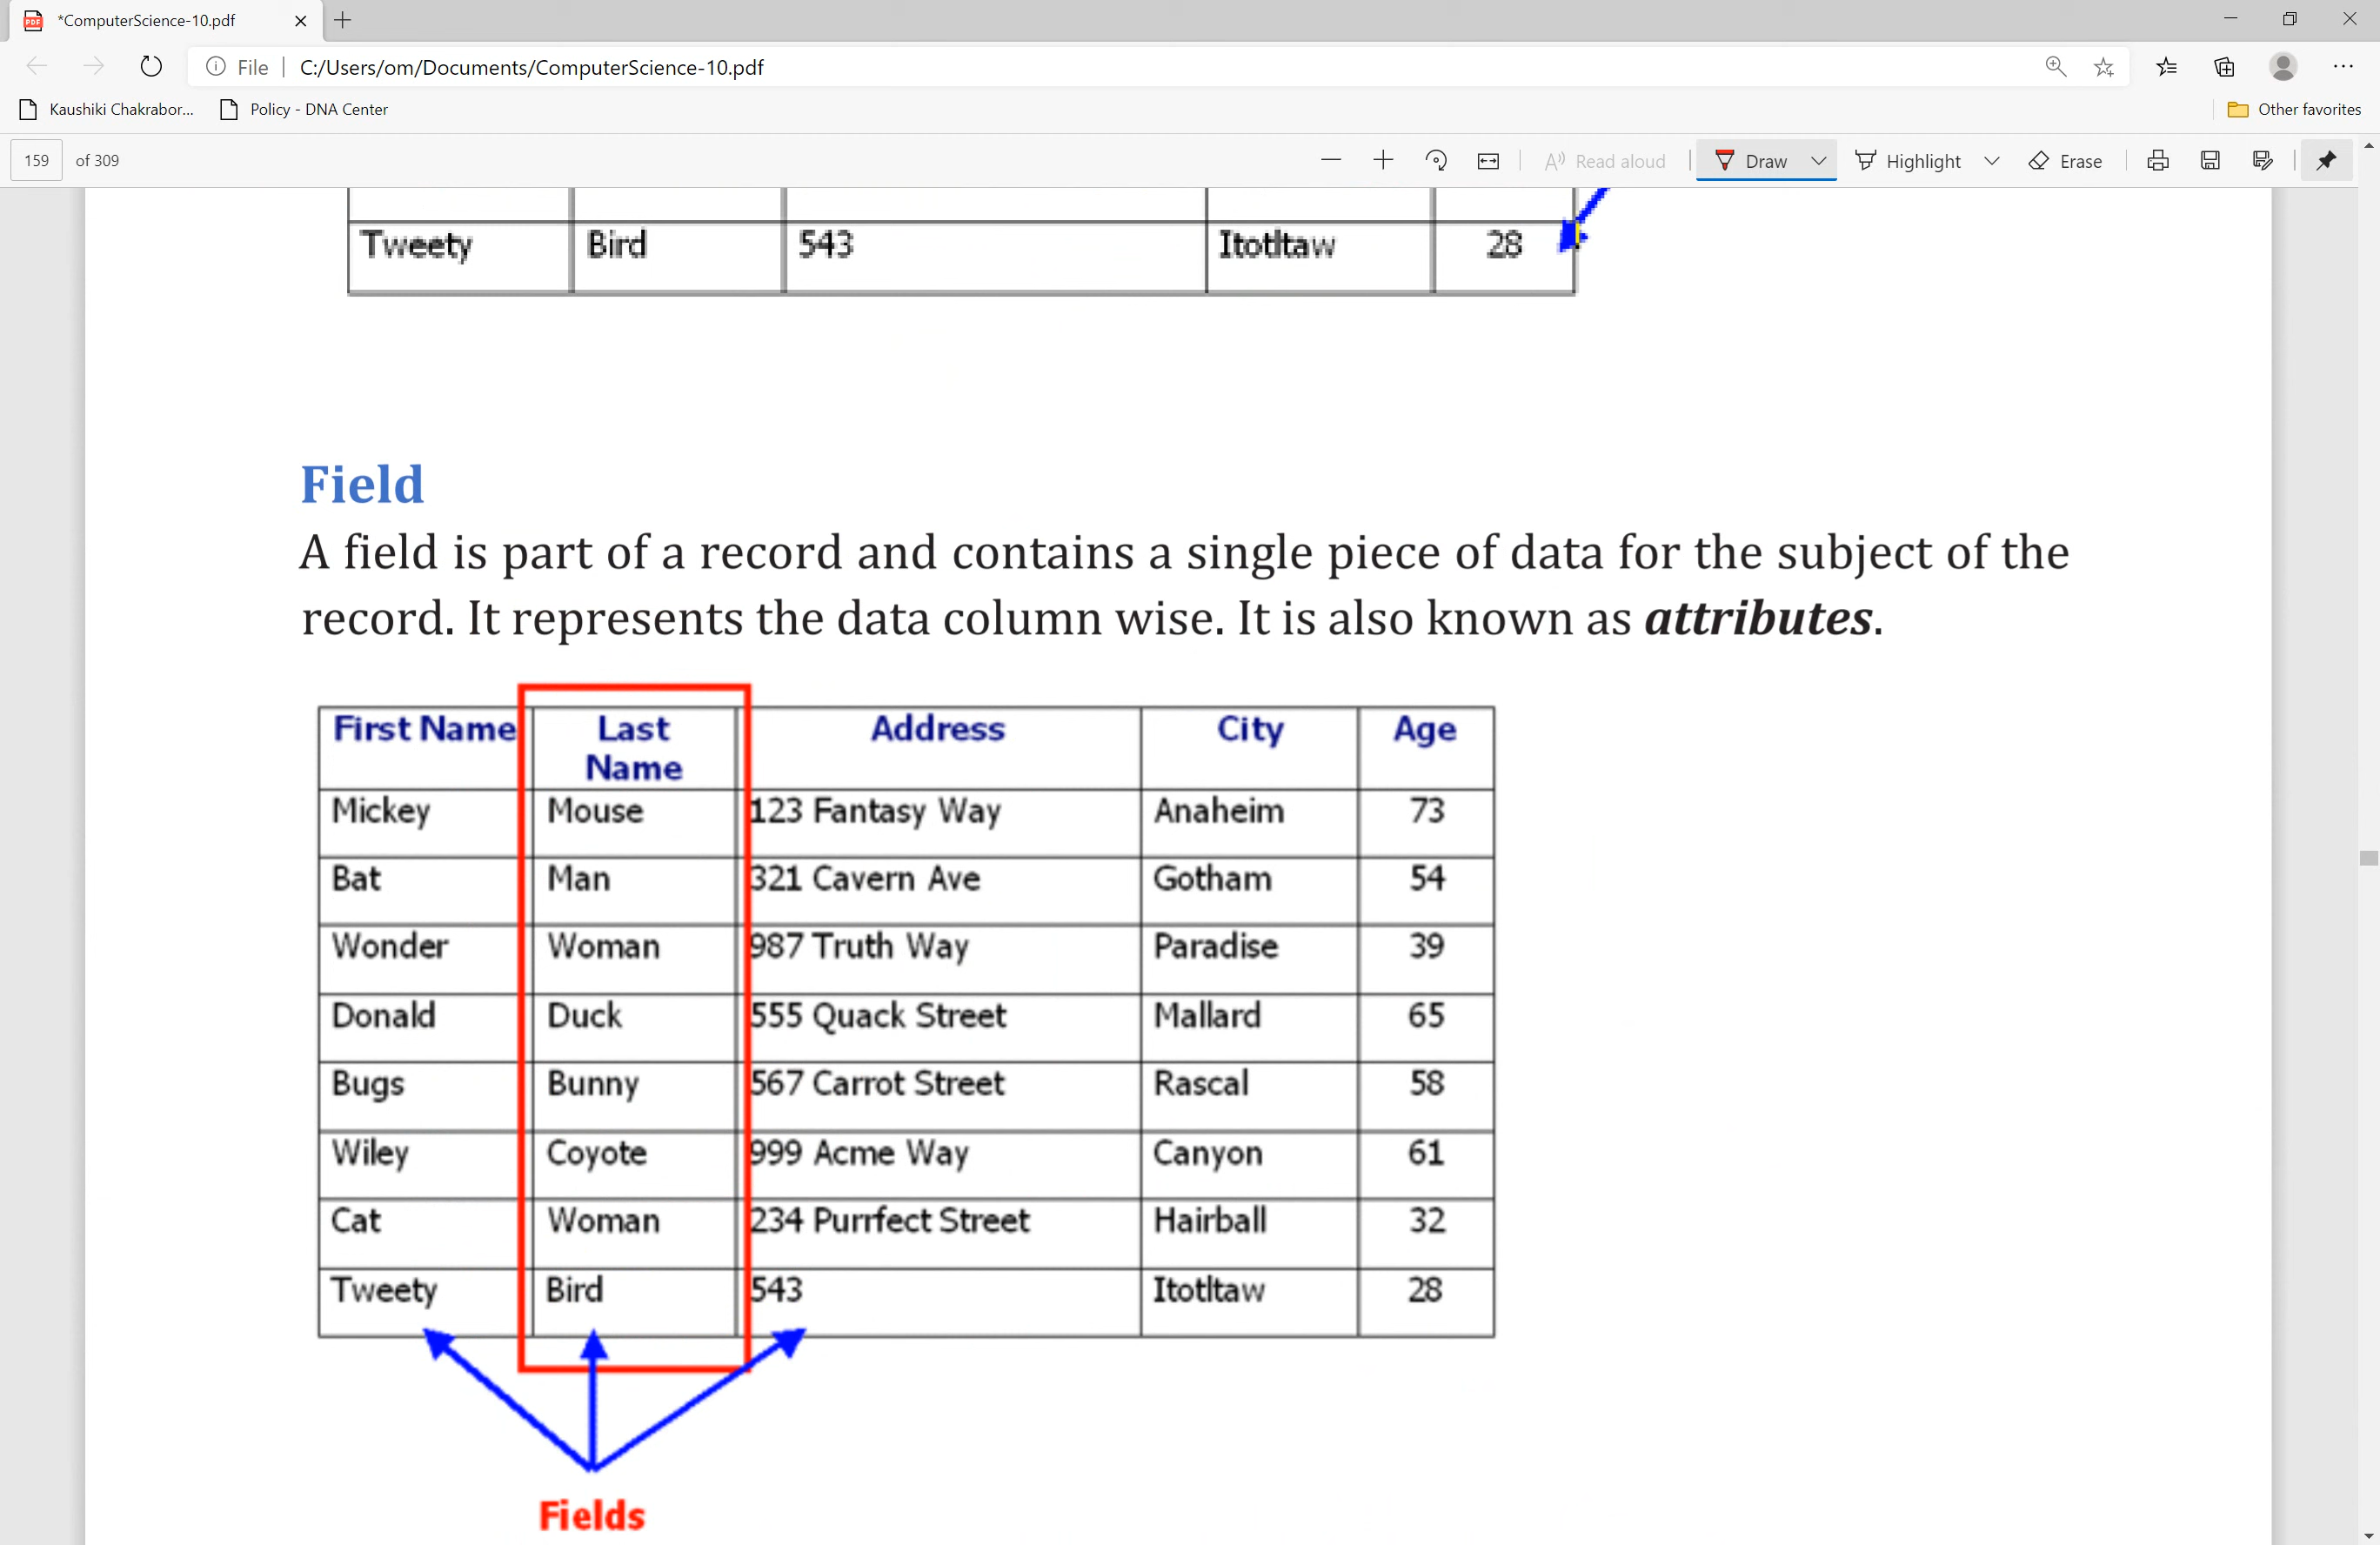 *ComputerScience-10.pdf
File | C:/Users/om/Documents/ComputerScience-10.pdf
Kaushiki Chakrabor... Policy - DNA Center Other favorites
159 of 309 Read aloud Draw Highlight Erase
Tweety Bird 543 Itotltaw 28
Field
A field is part of a record and contains a single piece of data for the subject of the
record. It represents the data column wise. It is also known as attributes.
First Name Last Name Address City Age
Mickey Mouse 123 Fantasy Way Anaheim 73
Bat Man 321 Cavern Ave Gotham 54
Wonder Woman 987 Truth Way Paradise 39
Donald Duck 555 Quack Street Mallard 65
Bugs Bunny 567 Carrot Street Rascal 58
Wiley Coyote 999 Acme Way Canyon 61
Cat Woman 234 Purrfect Street Hairball 32
Tweety Bird 543 Itotltaw 28
Fields